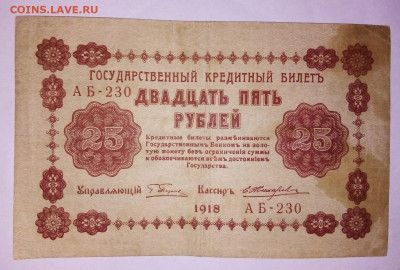 COINS.LAVE.RU
ГОСУДАРСТВЕННЫЙ КРЕДИТНЫЙ БИЛЕТЪ
АБ-230
ДВАДЦАТЬ ПЯТЬ
РУБЛЕЙ
25
25
Кредитные билеты размѣниваются
Государственнымъ Банкомъ на золо-
тую монету безъ ограниченія суммы
и обезпечиваются всѣмъ достояніемъ
Государства.
Управляющій
Кассиръ
1918
АБ-230